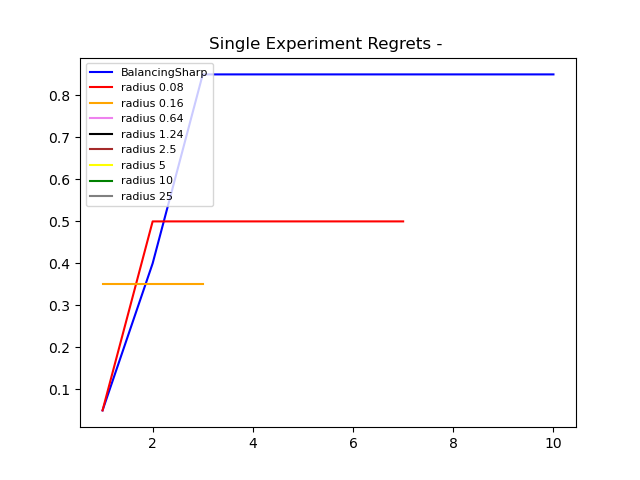 Single Experiment Regrets -
BalancingSharp
radius 0.08
radius 0.16
radius 0.64
radius 1.24
radius 2.5
radius 5
radius 10
radius 25
0.8
0.7
0.6
0.5
0.4
0.3
0.2
0.1
2 4 6 8 10